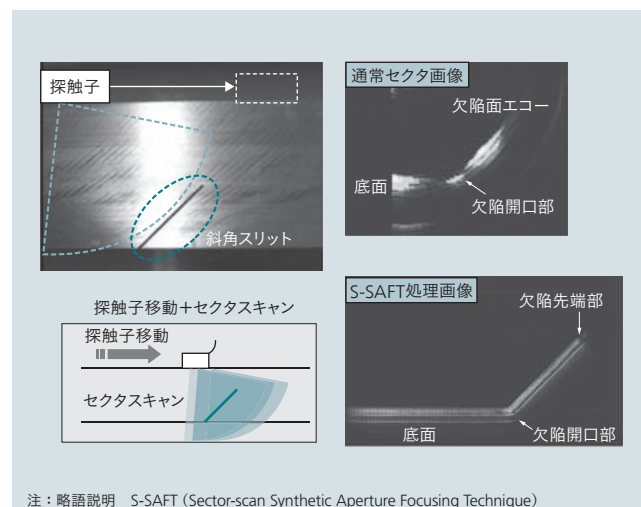 探触子
斜角スリット
探触子移動＋セクタスキャン
探触子移動
セクタスキャン
通常セクタ画像
欠陥面エコー
底面
欠陥開口部
S-SAFT処理画像
欠陥先端部
底面
欠陥開口部
注：略語説明　S-SAFT（Sector-scan Synthetic Aperture Focusing Technique）